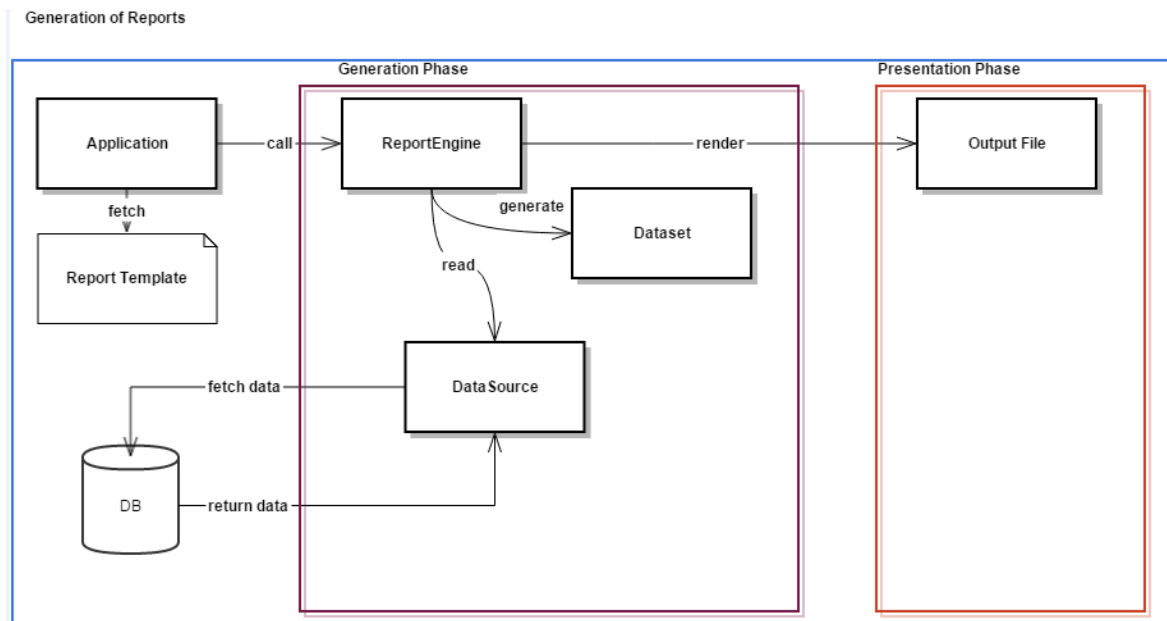 Generation of Reports
Generation Phase
Presentation Phase
Application
call
ReportEngine
render
Output File
fetch
generate
Dataset
Report Template
read
fetch data
DataSource
DB
return data